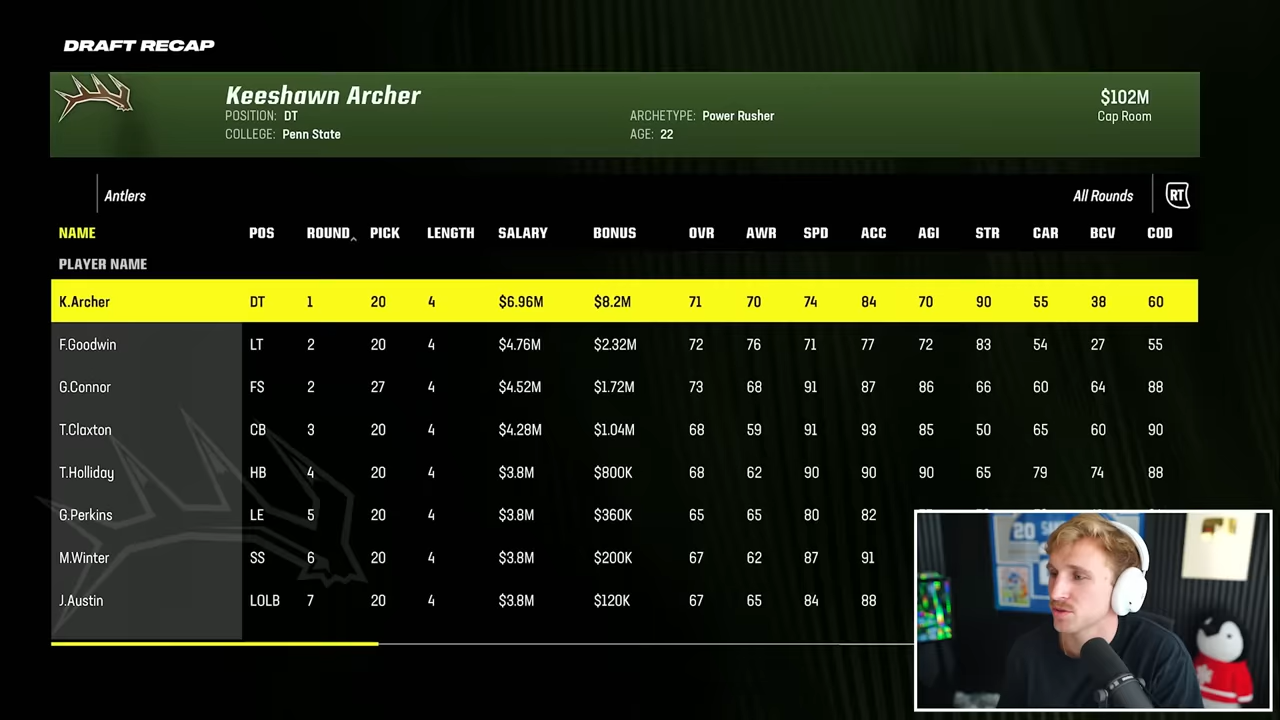 DRAFT RECAP
Keeshawn Archer
POSITION: DT
COLLEGE: Penn State
ARCHETYPE: Power Rusher
AGE: 22
$102M
Cap Room
Antlers
All Rounds RT
NAME POS ROUND PICK LENGTH SALARY BONUS OVR AWR SPD ACC AGI STR CAR BCV COD
PLAYER NAME
K.Archer DT 1 20 4 $6.96M $8.2M 71 70 74 84 70 90 55 38 60
F.Goodwin LT 2 20 4 $4.76M $2.32M 72 76 71 77 72 83 54 27 55
G.Connor FS 2 27 4 $4.52M $1.72M 73 68 91 87 86 66 60 64 88
T.Claxton CB 3 20 4 $4.28M $1.04M 68 59 91 93 85 50 65 60 90
T.Holliday HB 4 20 4 $3.8M $800K 68 62 90 90 90 65 79 74 88
G.Perkins LE 5 20 4 $3.8M $360K 65 65 80 82
M.Winter SS 6 20 4 $3.8M $200K 67 62 87 91
J.Austin LOLB 7 20 4 $3.8M $120K 67 65 84 88
20